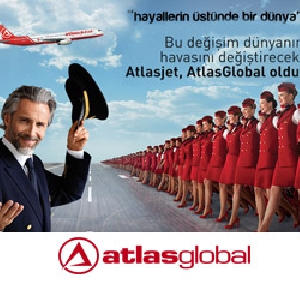 "hayallerin üstünde bir dünya"
Bu değişim dünyanın
havasını değiştirecek
Atlasjet, AtlasGlobal oldu
atlasglobal